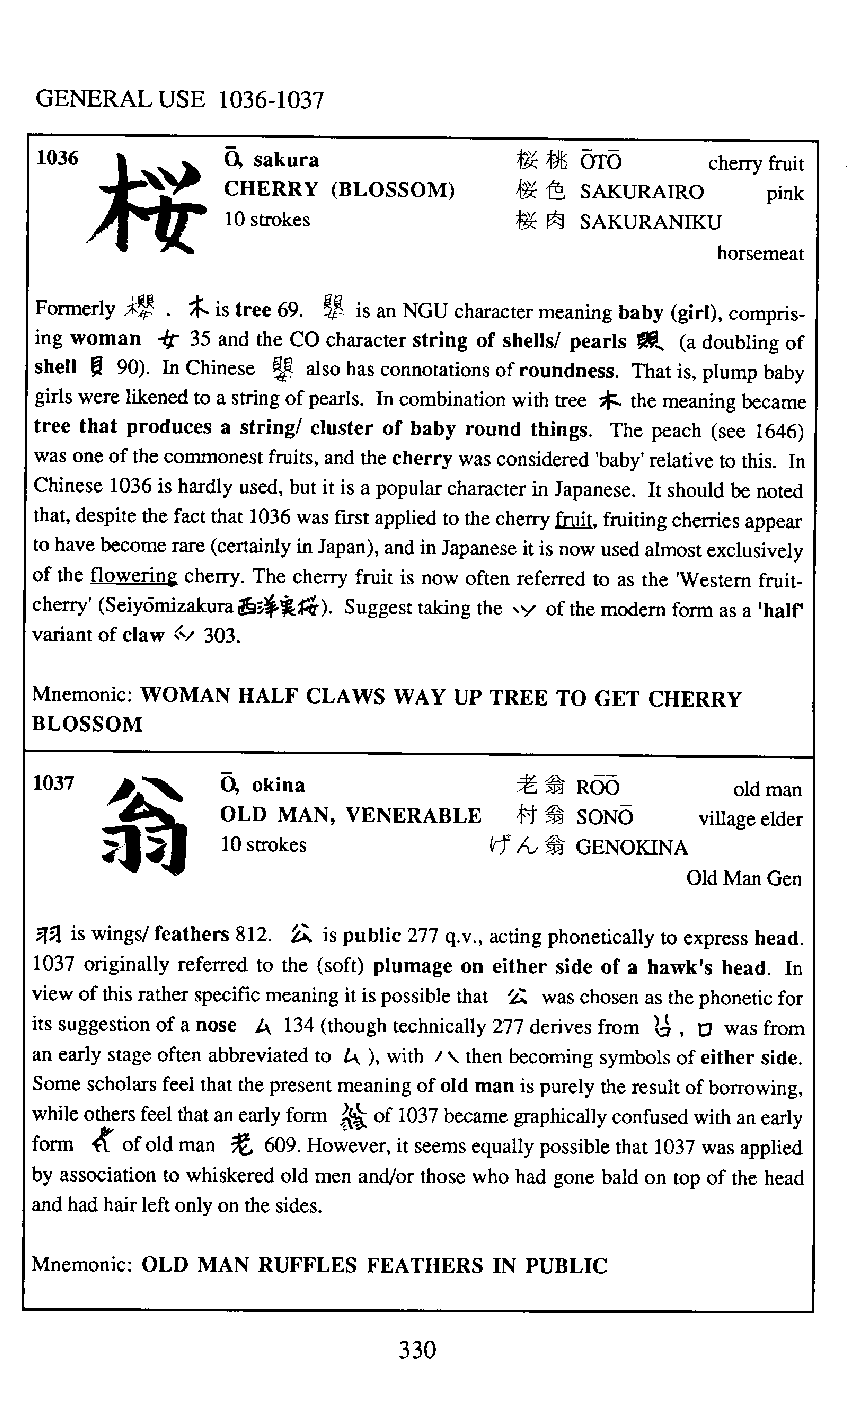 GENERAL USE 1036-1037
1036 桜 Ō, sakura 桜桃 ŌTŌ cherry fruit
CHERRY (BLOSSOM) 桜色 SAKURAIRO pink
10 strokes 桜肉 SAKURANIKU
horsemeat
Formerly 櫻 . 木 is tree 69. 嬰 is an NGU character meaning baby (girl), compris-
ing woman 女 35 and the CO character string of shells/ pearls 賏 (a doubling of
shell 貝 90). In Chinese 嬰 also has connotations of roundness. That is, plump baby
girls were likened to a string of pearls. In combination with tree 木 the meaning became
tree that produces a string/ cluster of baby round things. The peach (see 1646)
was one of the commonest fruits, and the cherry was considered 'baby' relative to this. In
Chinese 1036 is hardly used, but it is a popular character in Japanese. It should be noted
that, despite the fact that 1036 was first applied to the cherry fruit, fruiting cherries appear
to have become rare (certainly in Japan), and in Japanese it is now used almost exclusively
of the flowering cherry. The cherry fruit is now often referred to as the 'Western fruit-
cherry' (Seiyōmizakura 西洋実桜). Suggest taking the of the modern form as a 'half'
variant of claw 爫 303.
Mnemonic: WOMAN HALF CLAWS WAY UP TREE TO GET CHERRY
BLOSSOM
1037 翁 Ō, okina 老翁 RŌŌ old man
OLD MAN, VENERABLE 村翁 SONŌ village elder
10 strokes げん翁 GENOKINA
Old Man Gen
羽 is wings/ feathers 812. 公 is public 277 q.v., acting phonetically to express head.
1037 originally referred to the (soft) plumage on either side of a hawk's head. In
view of this rather specific meaning it is possible that 公 was chosen as the phonetic for
its suggestion of a nose ム 134 (though technically 277 derives from , 口 was from
an early stage often abbreviated to ム ), with ハ then becoming symbols of either side.
Some scholars feel that the present meaning of old man is purely the result of borrowing,
while others feel that an early form of 1037 became graphically confused with an early
form of old man 老 609. However, it seems equally possible that 1037 was applied
by association to whiskered old men and/or those who had gone bald on top of the head
and had hair left only on the sides.
Mnemonic: OLD MAN RUFFLES FEATHERS IN PUBLIC
330